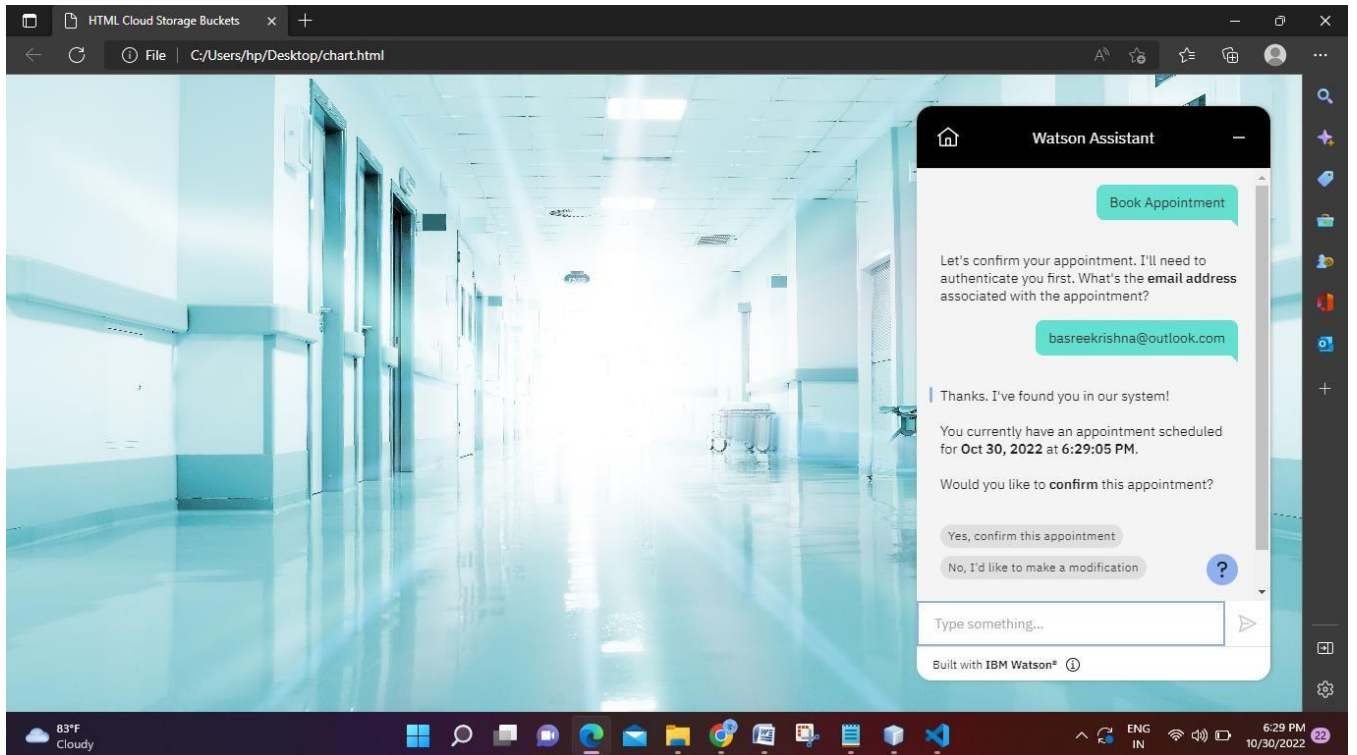 HTML Cloud Storage Buckets
File
C:/Users/hp/Desktop/chart.html
Watson Assistant
Book Appointment
Let's confirm your appointment. I'll need to
authenticate you first. What's the email address
associated with the appointment?
basreekrishna@outlook.com
Thanks. I've found you in our system!
You currently have an appointment scheduled
for Oct 30, 2022 at 6:29:05 PM.
Would you like to confirm this appointment?
Yes, confirm this appointment
No, I'd like to make a modification
?
Type something...
Built with IBM Watson®
83°F
Cloudy
ENG
IN
6:29 PM
10/30/2022
22